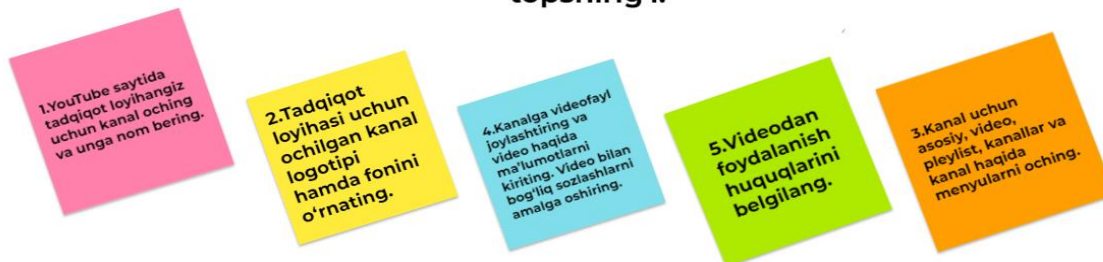 1.YouTube saytida
tadqiqot loyihangiz
uchun kanal oching
va unga nom bering.
2.Tadqiqot
loyihasi uchun
ochilgan kanal
logotipi
hamda fonini
o‘rnating.
4.Kanalga videofayl
joylashtiring va
video haqida
ma’lumotlarni
kiriting. Video bilan
bog‘liq sozlashlarni
amalga oshiring.
5.Videodan
foydalanish
huquqlarini
belgilang.
3.Kanal uchun
asosiy, video,
pleylist, kanallar va
kanal haqida
menyularni oching.